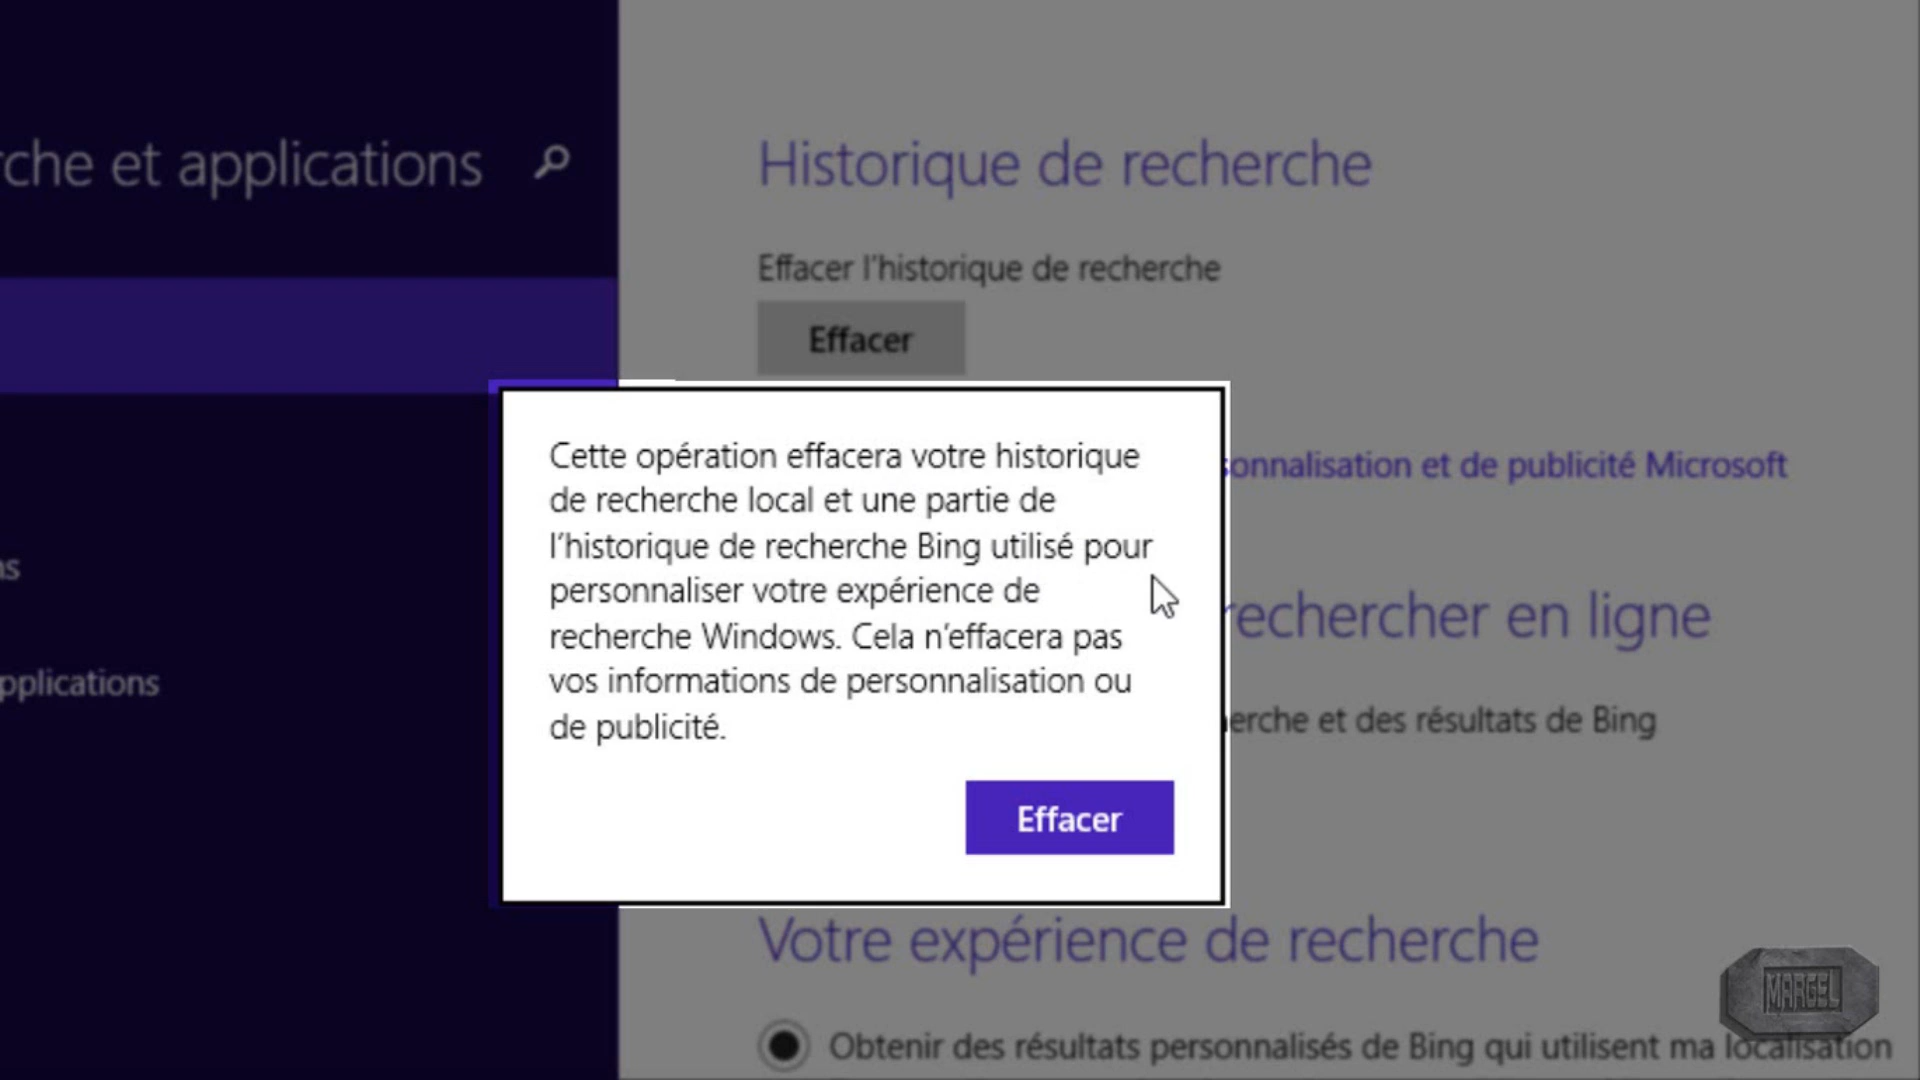 rche et applications
Historique de recherche
Effacer l'historique de recherche
Effacer
Cette opération effacera votre historique
de recherche local et une partie de
l'historique de recherche Bing utilisé pour
personnaliser votre expérience de
recherche Windows. Cela n'effacera pas
vos informations de personnalisation ou
de publicité.
Effacer
sonnalisation et de publicité Microsoft
rechercher en ligne
erche et des résultats de Bing
ns
pplications
Votre expérience de recherche
Obtenir des résultats personnalisés de Bing qui utilisent ma localisation
MARCEL